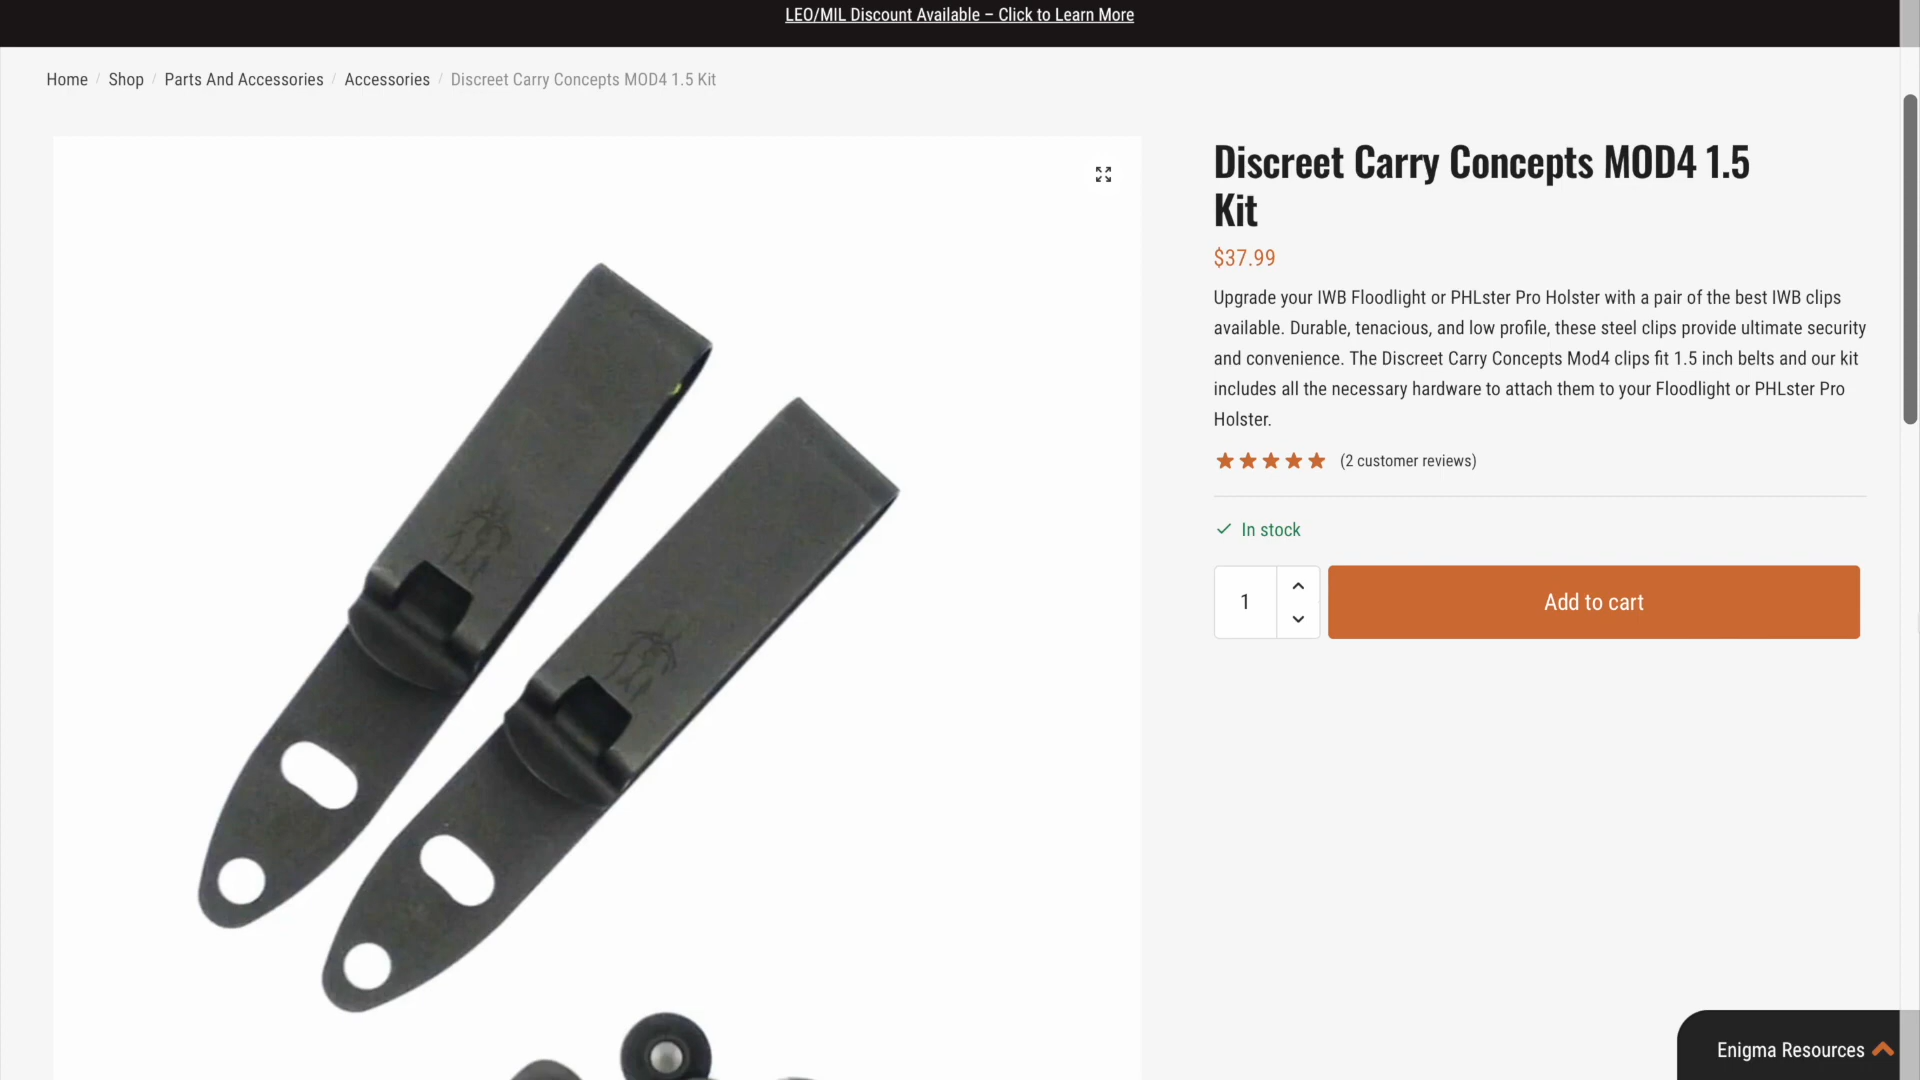 LEO/MIL Discount Available – Click to Learn More
Home / Shop / Parts And Accessories / Accessories / Discreet Carry Concepts MOD4 1.5 Kit
Discreet Carry Concepts MOD4 1.5
Kit
$37.99
Upgrade your IWB Floodlight or PHLster Pro Holster with a pair of the best IWB clips
available. Durable, tenacious, and low profile, these steel clips provide ultimate security
and convenience. The Discreet Carry Concepts Mod4 clips fit 1.5 inch belts and our kit
includes all the necessary hardware to attach them to your Floodlight or PHLster Pro
Holster.
(2 customer reviews)
In stock
1
Add to cart
Enigma Resources